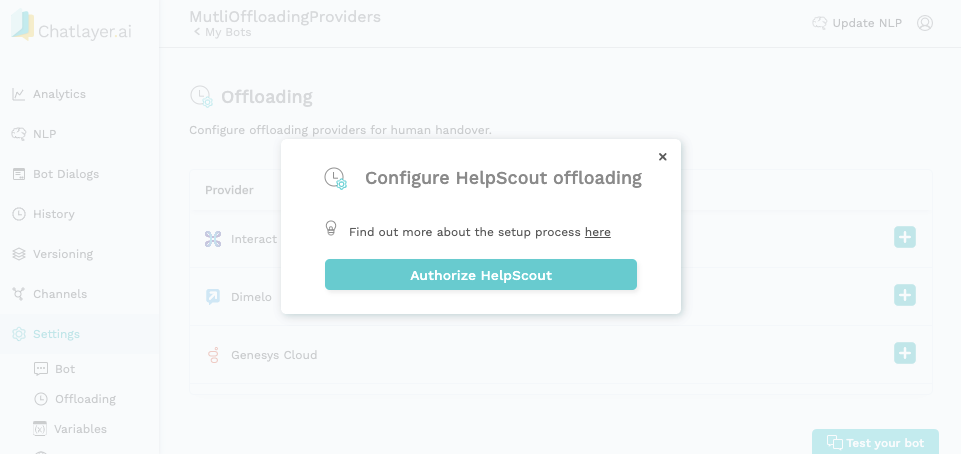 Chatlayer.ai
MutliOffloadingProviders
My Bots
Update NLP
Analytics
NLP
Bot Dialogs
History
Versioning
Channels
Settings
Bot
Offloading
Variables
Offloading
Configure offloading providers for human handover.
Provider
Interact
Dimelo
Genesys Cloud
Configure HelpScout offloading
Find out more about the setup process here
Authorize HelpScout
Test your bot